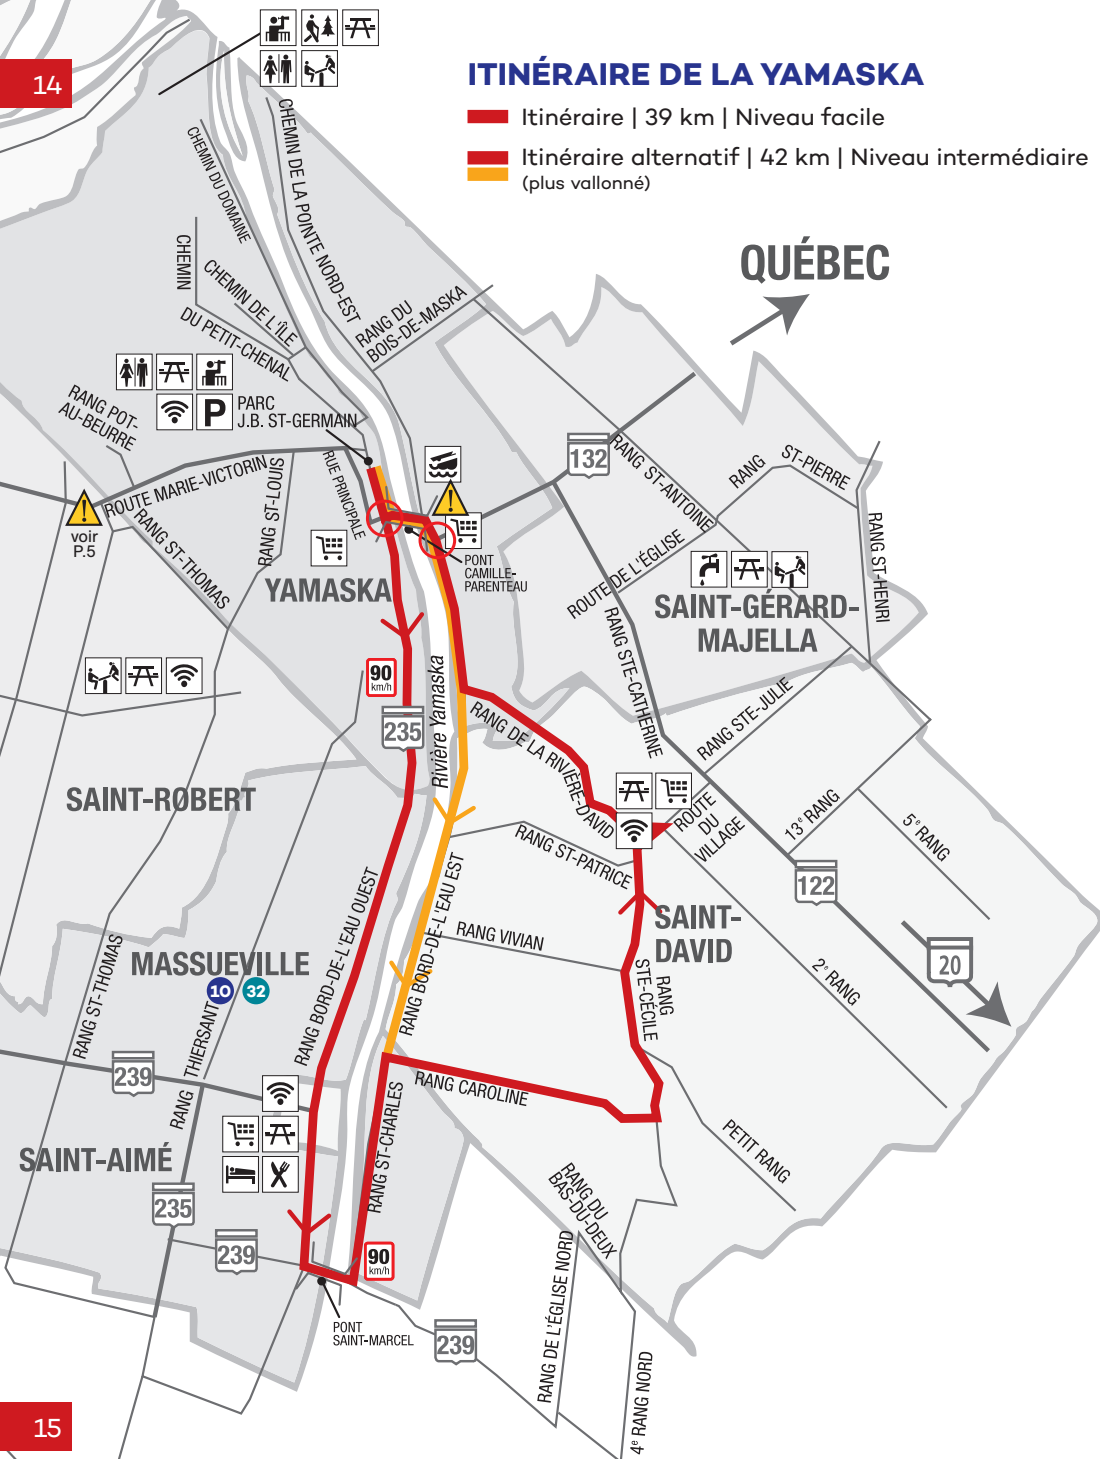 14
ITINÉRAIRE DE LA YAMASKA
Itinéraire | 39 km | Niveau facile
Itinéraire alternatif | 42 km | Niveau intermédiaire
(plus vallonné)
QUÉBEC
CHEMIN DU DOMAINE
CHEMIN DE LA POINTE NORD-EST
CHEMIN
DU PETIT-CHENAL
CHEMIN DE L'ÎLE
RANG DU
BOIS-DE-MASKA
RANG POT-
AU-BEURRE
P
PARC
J.B. ST-GERMAIN
ROUTE MARIE-VICTORIN
RANG ST-LOUIS
RUE PRINCIPALE
132
RANG ST-ANTOINE
RANG
ST-PIERRE
RANG ST-HENRI
voir
P.5
RANG ST-THOMAS
YAMASKA
PONT
CAMILLE-
PARENTEAU
ROUTE DE L'ÉGLISE
SAINT-GÉRARD-
MAJELLA
RANG STE-CATHERINE
90
km/h
235
Rivière Yamaska
RANG DE LA RIVIÈRE-DAVID
RANG STE-JULIE
SAINT-ROBERT
ROUTE
DU
VILLAGE
13e RANG
5e RANG
RANG ST-PATRICE
122
RANG BORD-DE-L'EAU OUEST
RANG BORD-DE-L'EAU EST
RANG VIVIAN
SAINT-
DAVID
20
2e RANG
RANG
STE-CÉCILE
MASSUEVILLE
10
32
RANG ST-THOMAS
RANG THIERSANT
239
RANG CAROLINE
RANG ST-CHARLES
PETIT RANG
SAINT-AIMÉ
235
239
90
km/h
RANG DU
BAS-DU-DEUX
PONT
SAINT-MARCEL
239
RANG DE L'ÉGLISE NORD
4e RANG NORD
15